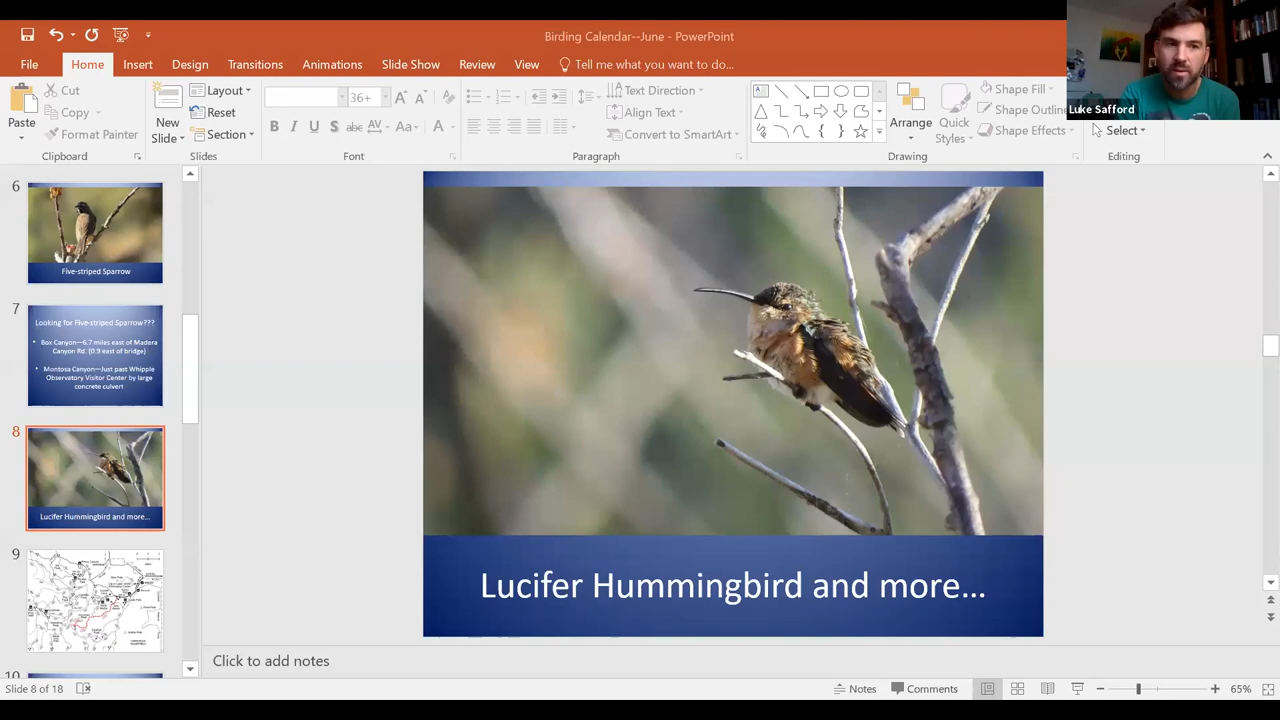 Birding Calendar--June - PowerPoint
File
Home
Insert
Design
Transitions
Animations
Slide Show
Review
View
Tell me what you want to do...
Paste
Cut
Copy
Format Painter
Clipboard
New
Slide
Layout
Reset
Section
Slides
36+
Font
Text Direction
Align Text
Convert to SmartArt
Paragraph
Arrange
Quick
Styles
Shape Fill
Shape Outlin
Shape Effects
Drawing
Select
Editing
Luke Safford
6
Five-striped Sparrow
7
Looking for Five-striped Sparrow???
• Box Canyon—6.7 miles east of Madera
Canyon Rd. (0.9 east of bridge)
• Montosa Canyon—Just past Whipple
Observatory Visitor Center by large
concrete culvert
8
Lucifer Hummingbird and more...
9
10
Lucifer Hummingbird and more...
Click to add notes
Slide 8 of 18
Notes
Comments
65%